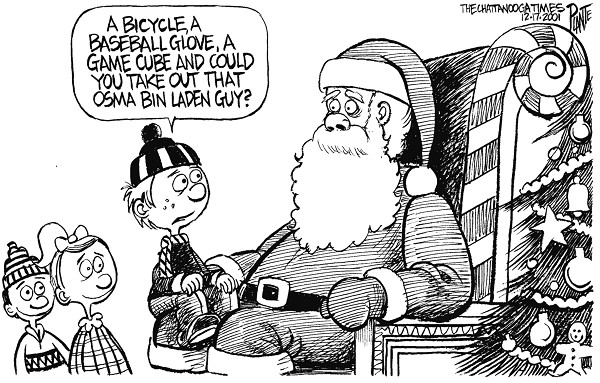 A BICYCLE, A
BASEBALL GLOVE, A
GAME CUBE AND COULD
YOU TAKE OUT THAT
OSMA BIN LADEN GUY?
THE CHATTANOOGA TIMES
12.17.2001
PLANTE